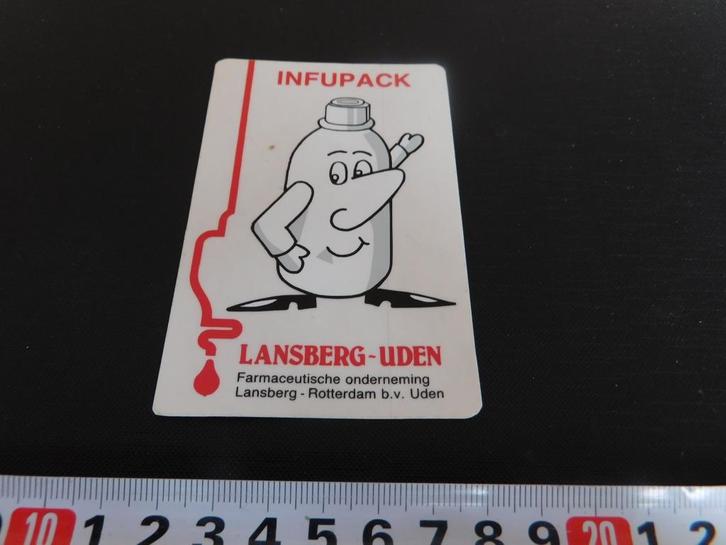 INFUPACK
LANSBERG-UDEN
Farmaceutische onderneming
Lansberg - Rotterdam b.v. Uden
10 1 2 3 4 5 6 7 8 9 20 1 2